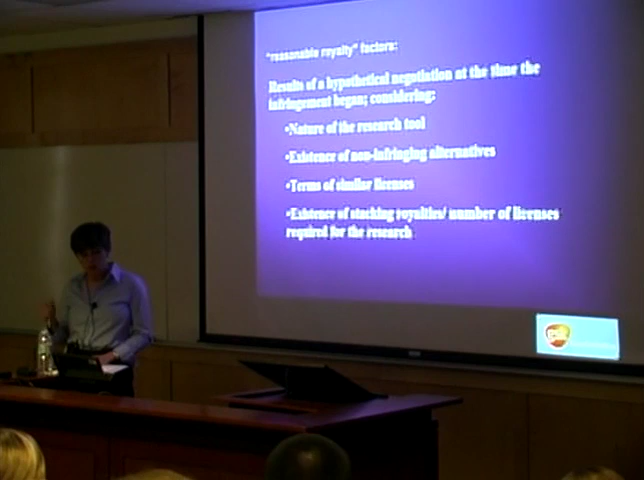 "reasonable royalty" factors:
Results of a hypothetical negotiation at the time the
infringement began; considering:
•Nature of the research tool
•Existence of non-infringing alternatives
•Terms of similar licenses
•Existence of stacking royalties/ number of licenses
required for the research